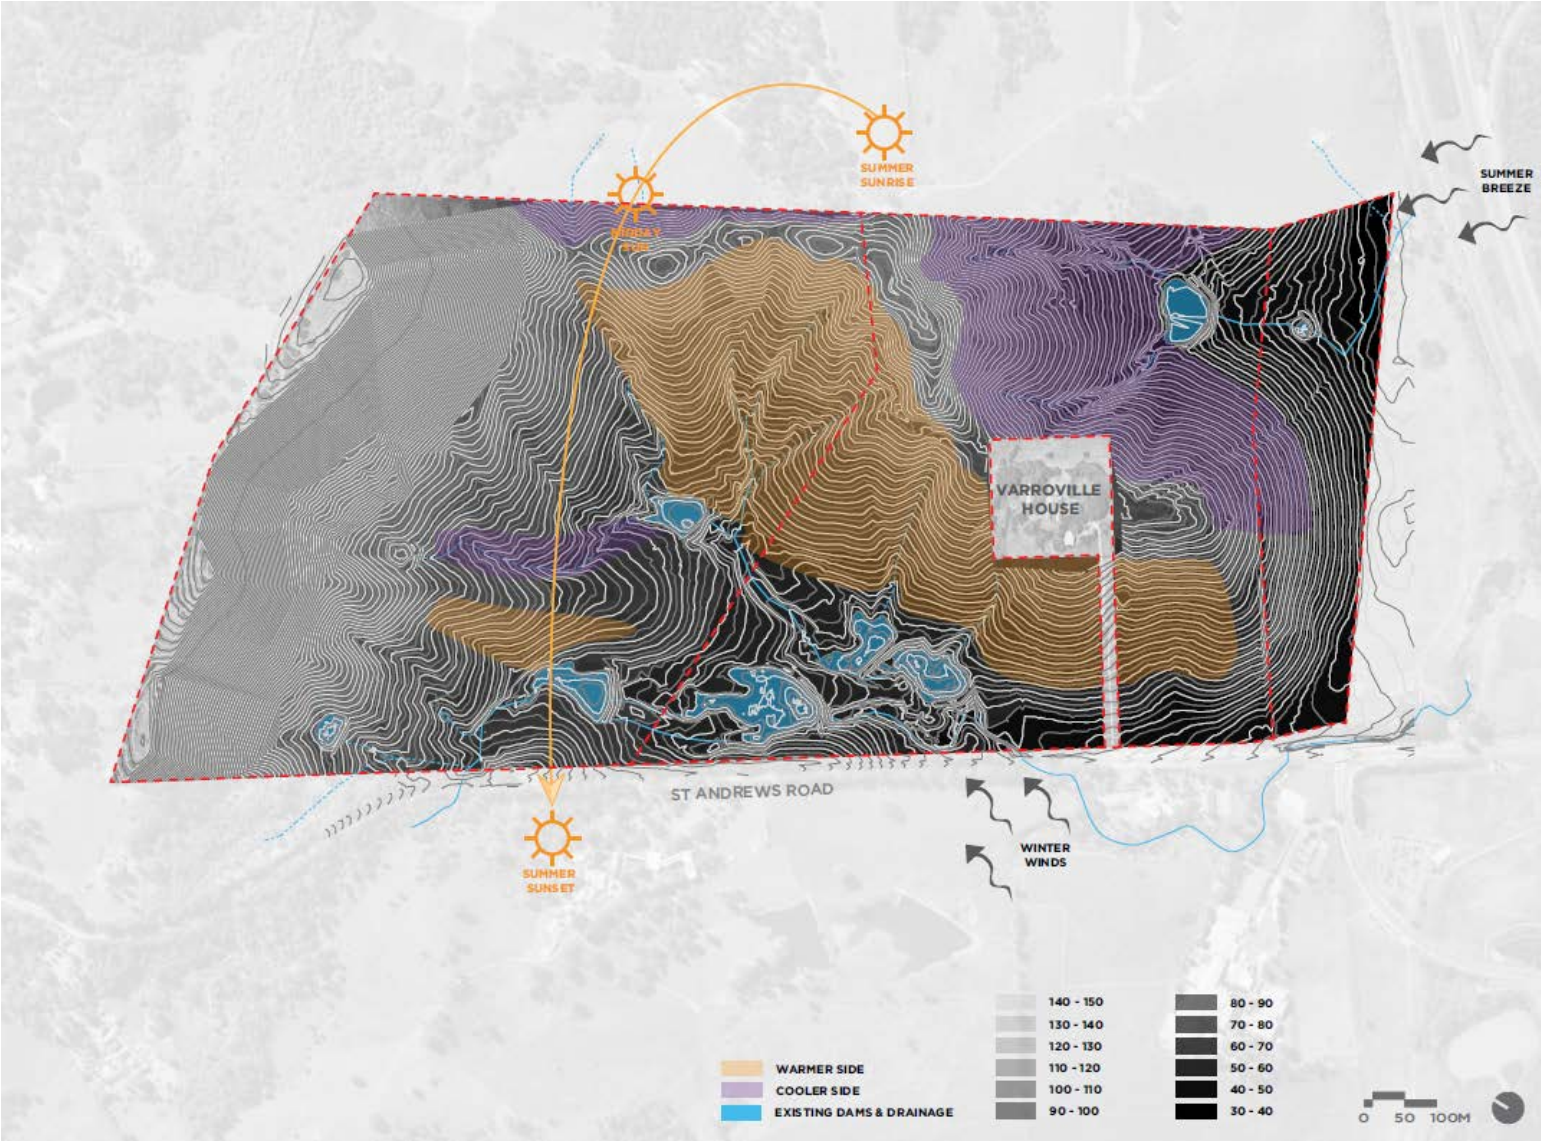 SUMMER
SUNRISE
SUMMER
BREEZE
MIDDAY
SUN
VARROVILLE
HOUSE
ST ANDREWS ROAD
WINTER
WINDS
SUMMER
SUNSET
WARMER SIDE
COOLER SIDE
EXISTING DAMS & DRAINAGE
140 - 150
130 - 140
120 - 130
110 - 120
100 - 110
90 - 100
80 - 90
70 - 80
60 - 70
50 - 60
40 - 50
30 - 40
0 50 100M